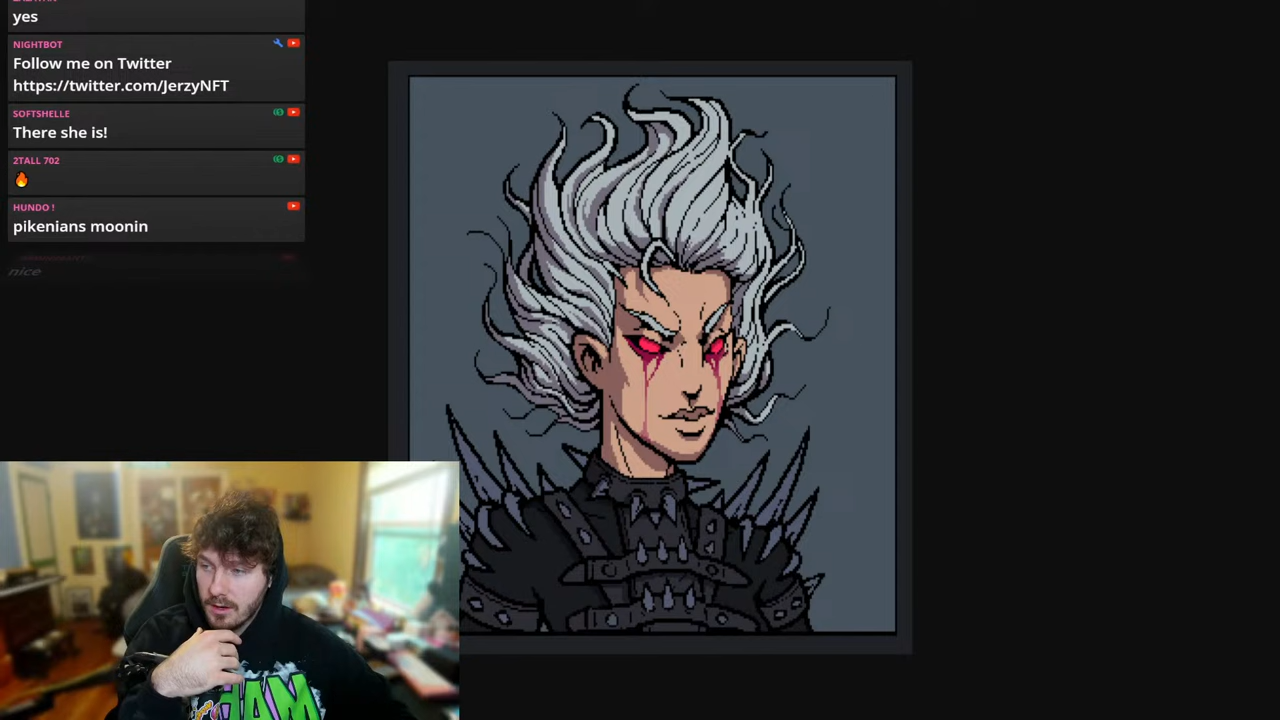 yes
NIGHTBOT
Follow me on Twitter
https://twitter.com/JerzyNFT
SOFTSHELLE
There she is!
2TALL 702
HUNDO !
pikenians moonin
nice